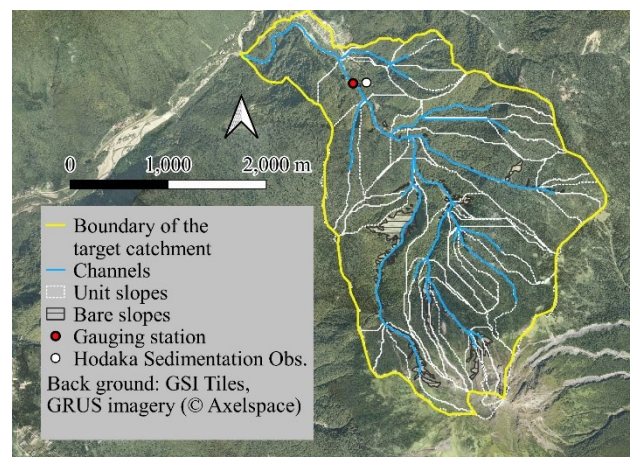 0 1,000 2,000 m
Boundary of the
target catchment
Channels
Unit slopes
Bare slopes
Gauging station
Hodaka Sedimentation Obs.
Back ground: GSI Tiles,
GRUS imagery (© Axelspace)